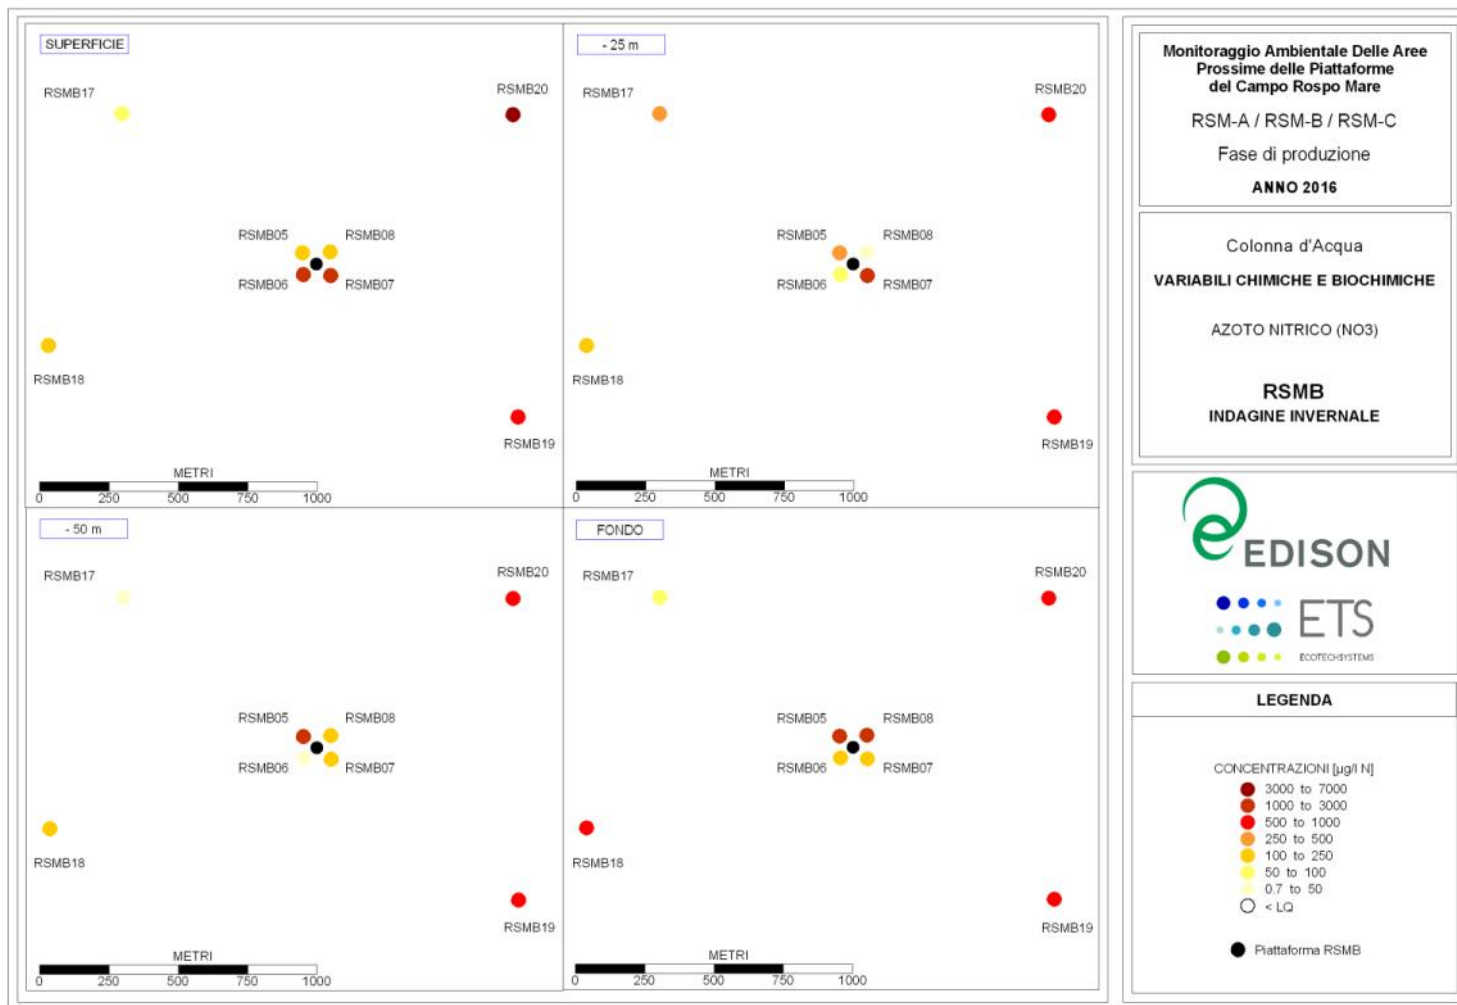 SUPERFICIE
RSMB17
RSMB20
RSMB05
RSMB08
RSMB06
RSMB07
RSMB18
RSMB19
METRI
0 250 500 750 1000
- 25 m
RSMB17
RSMB20
RSMB05
RSMB08
RSMB06
RSMB07
RSMB18
RSMB19
METRI
0 250 500 750 1000
- 50 m
RSMB17
RSMB20
RSMB05
RSMB08
RSMB06
RSMB07
RSMB18
RSMB19
METRI
0 250 500 750 1000
FONDO
RSMB17
RSMB20
RSMB05
RSMB08
RSMB06
RSMB07
RSMB18
RSMB19
METRI
0 250 500 750 1000
Monitoraggio Ambientale Delle Aree
Prossime delle Piattaforme
del Campo Rospo Mare
RSM-A / RSM-B / RSM-C
Fase di produzione
ANNO 2016
Colonna d'Acqua
VARIABILI CHIMICHE E BIOCHIMICHE
AZOTO NITRICO (NO3)
RSMB
INDAGINE INVERNALE
EDISON
ETS
ECOTECHSYSTEMS
LEGENDA
CONCENTRAZIONI [µg/l N]
3000 to 7000
1000 to 3000
500 to 1000
250 to 500
100 to 250
50 to 100
0.7 to 50
< LQ
Piattaforma RSMB